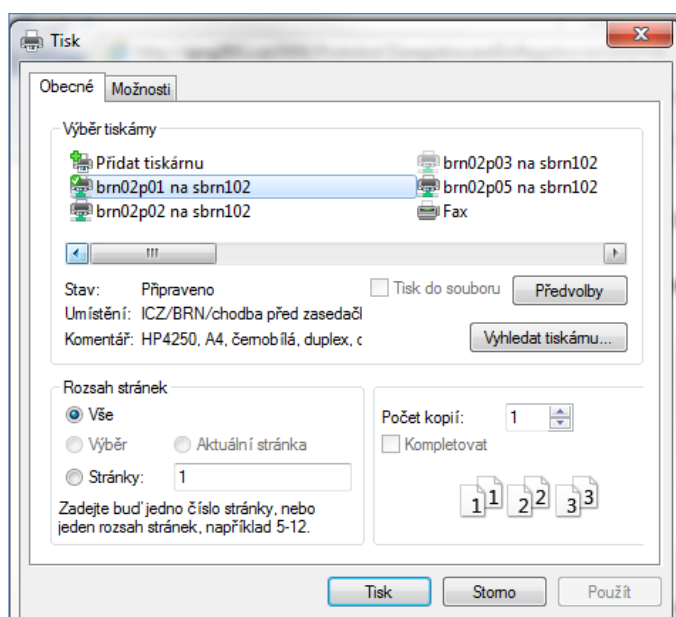 Tisk
Obecné Možnosti
Výběr tiskárny
Přidat tiskárnu
brn02p01 na sbrn102
brn02p02 na sbrn102
brn02p03 na sbrn102
brn02p05 na sbrn102
Fax
Stav: Připraveno
Umístění: ICZ/BRN/chodba před zasedačl
Komentář: HP4250, A4, černobílá, duplex, c
Tisk do souboru
Předvolby
Vyhledat tiskárnu...
Rozsah stránek
Vše
Výběr
Aktuální stránka
Stránky: 1
Zadejte buď jedno číslo stránky, nebo
jeden rozsah stránek, například 5-12.
Počet kopií: 1
Kompletovat
1 1 2 2 3 3
Tisk Storno Použít